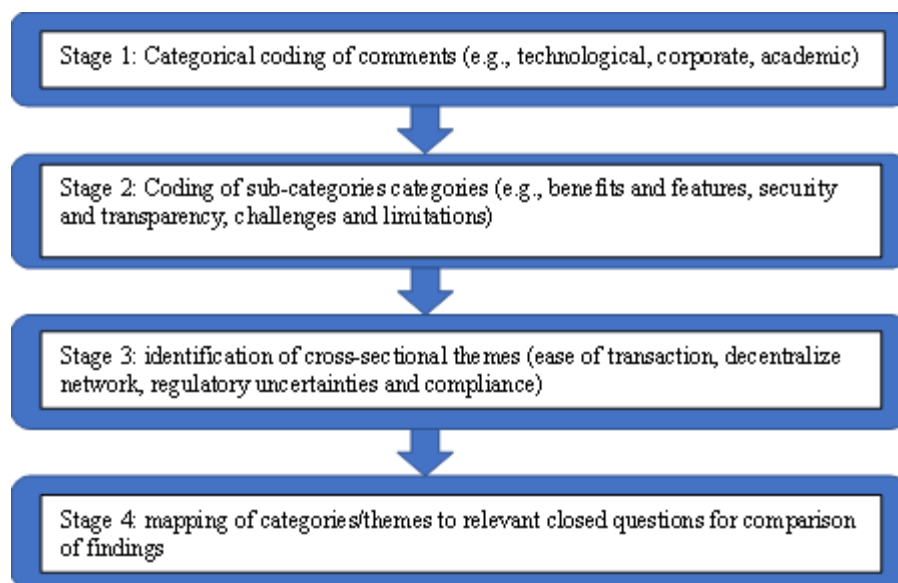 Stage 1: Categorical coding of comments (e.g., technological, corporate, academic)
Stage 2: Coding of sub-categories categories (e.g., benefits and features, security
and transparency, challenges and limitations)
Stage 3: identification of cross-sectional themes (ease of transaction, decentralize
network, regulatory uncertainties and compliance)
Stage 4: mapping of categories/themes to relevant closed questions for comparison
of findings